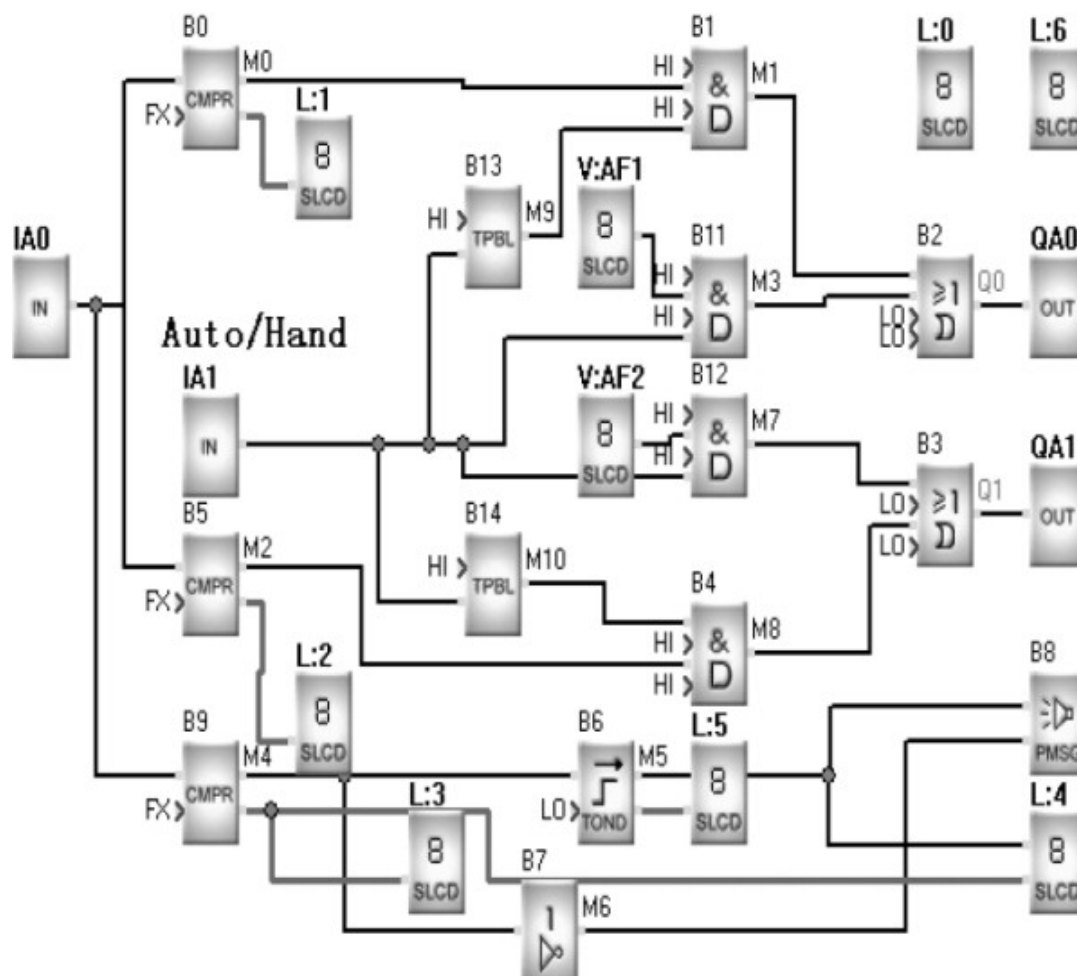 B0 B1 L:0 L:6
M0 HI & M1 8 8
CMPR L:1 HI D SLCD SLCD
FX 8
SLCD B13 V:AF1
HI TPBL M9 8 B11
IA0 SLCD HI & M3 B2 QA0
IN HI D ≥1 Q0 OUT
LO
LO
Auto/Hand
IA1 V:AF2 B12
IN 8 HI & M7 B3 QA1
SLCD HI D LO ≥1 Q1 OUT
B5 B14 LO
CMPR M2 HI TPBL M10 B4
FX & M8
L:2 HI D B8
8 HI
B9 SLCD B6 L:5 PMSG
CMPR M4 M5 8 L:4
FX L:3 LO TOND SLCD 8
8 B7 SLCD
SLCD 1 M6